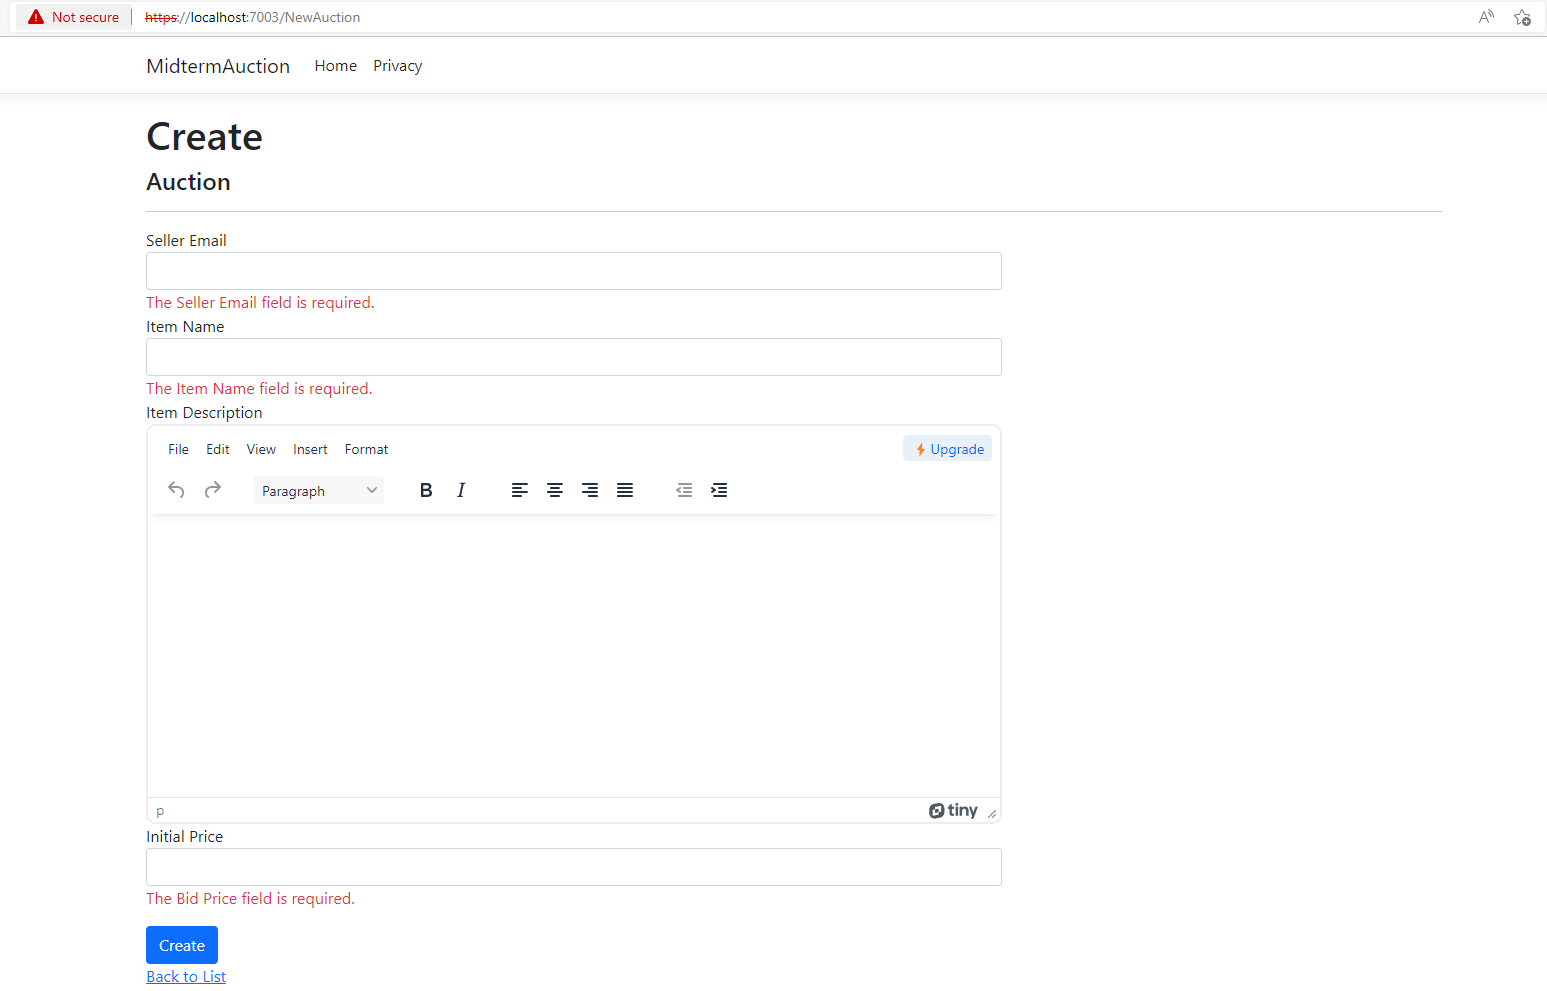 Not secure https://localhost:7003/NewAuction A
MidtermAuction Home Privacy
Create
Auction
Seller Email
The Seller Email field is required.
Item Name
The Item Name field is required.
Item Description
File Edit View Insert Format Upgrade
Paragraph B I
p tiny
Initial Price
The Bid Price field is required.
Create
Back to List